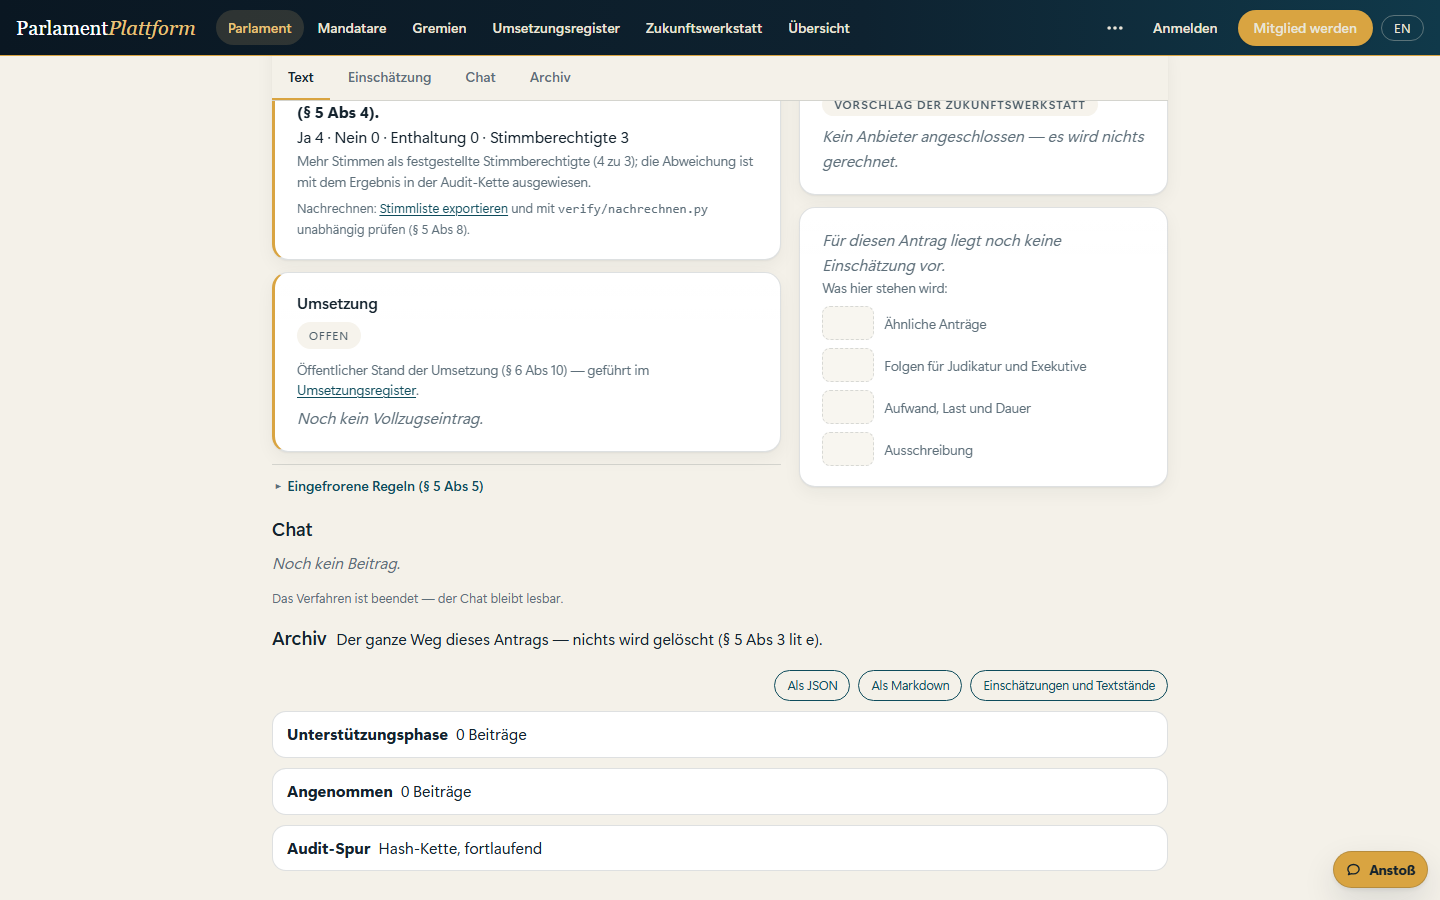 ParlamentPlattform
Parlament
Mandatare
Gremien
Umsetzungsregister
Zukunftswerkstatt
Übersicht
•••
Anmelden
Mitglied werden
EN
Text
Einschätzung
Chat
Archiv
(§ 5 Abs 4).
Ja 4 · Nein 0 · Enthaltung 0 · Stimmberechtigte 3
Mehr Stimmen als festgestellte Stimmberechtigte (4 zu 3); die Abweichung ist
mit dem Ergebnis in der Audit-Kette ausgewiesen.
Nachrechnen: Stimmliste exportieren und mit verify/nachrechnen.py
unabhängig prüfen (§ 5 Abs 8).
Umsetzung
OFFEN
Öffentlicher Stand der Umsetzung (§ 6 Abs 10) — geführt im
Umsetzungsregister.
Noch kein Vollzugseintrag.
▸ Eingefrorene Regeln (§ 5 Abs 5)
VORSCHLAG DER ZUKUNFTSWERKSTATT
Kein Anbieter angeschlossen — es wird nichts
gerechnet.
Für diesen Antrag liegt noch keine
Einschätzung vor.
Was hier stehen wird:
Ähnliche Anträge
Folgen für Judikatur und Exekutive
Aufwand, Last und Dauer
Ausschreibung
Chat
Noch kein Beitrag.
Das Verfahren ist beendet — der Chat bleibt lesbar.
Archiv Der ganze Weg dieses Antrags — nichts wird gelöscht (§ 5 Abs 3 lit e).
Als JSON
Als Markdown
Einschätzungen und Textstände
Unterstützungsphase 0 Beiträge
Angenommen 0 Beiträge
Audit-Spur Hash-Kette, fortlaufend
Anstoß